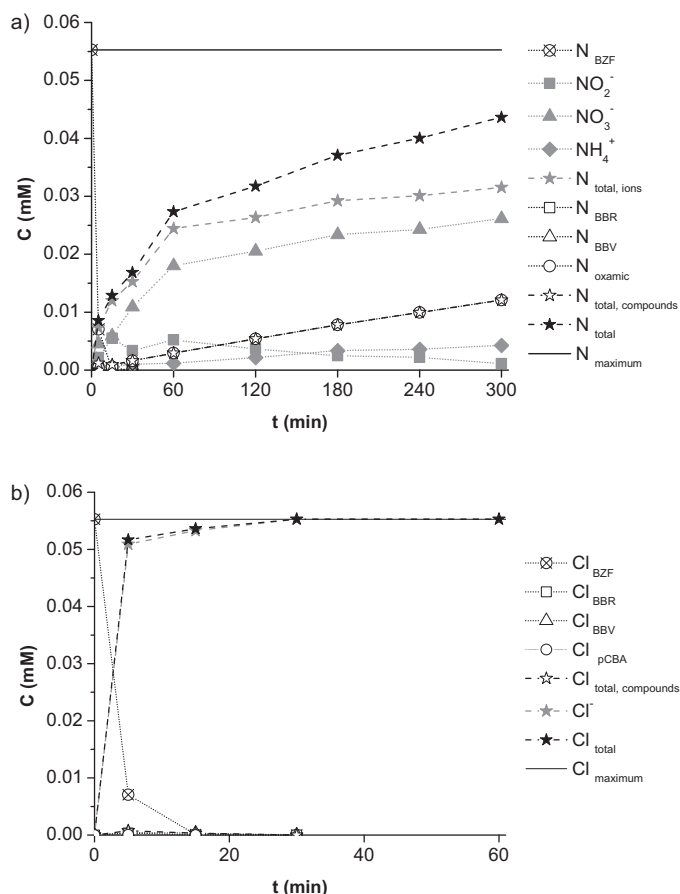 a)
0.06
0.05
0.04
0.03
0.02
0.01
0.00
C (mM)
0 60 120 180 240 300
t (min)
N BZF
NO2-
NO3-
NH4+
N total, ions
N BBR
N BBV
N oxamic
N total, compounds
N total
N maximum
b)
0.06
0.05
0.04
0.03
0.02
0.01
0.00
C (mM)
0 20 40 60
t (min)
Cl BZF
Cl BBR
Cl BBV
Cl pCBA
Cl total, compounds
Cl-
Cl total
Cl maximum